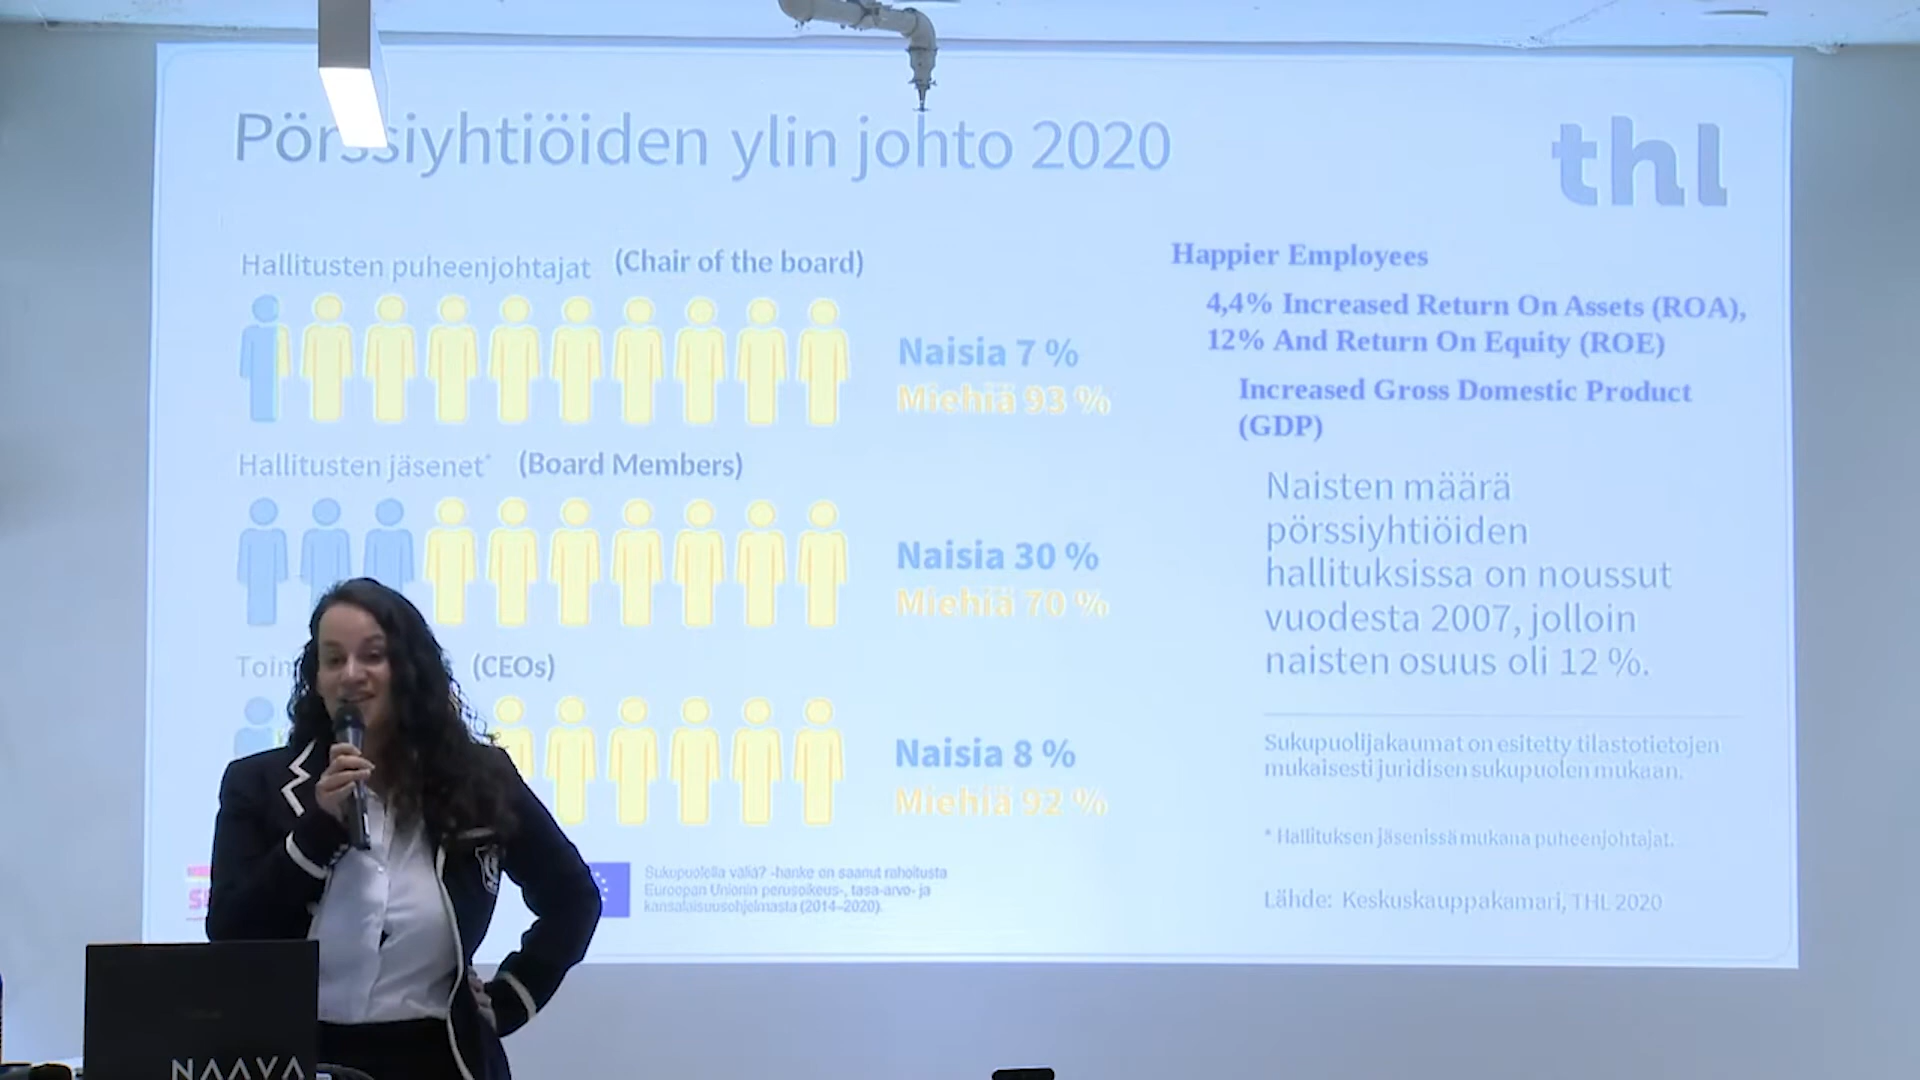 Pörssiyhtiöiden ylin johto 2020
thl
Hallitusten puheenjohtajat (Chair of the board)
Naisia 7 %
Miehiä 93 %
Hallitusten jäsenet* (Board Members)
Naisia 30 %
Miehiä 70 %
(CEOs)
Naisia 8 %
Miehiä 92 %
Happier Employees
4,4% Increased Return On Assets (ROA),
12% And Return On Equity (ROE)
Increased Gross Domestic Product
(GDP)
Naisten määrä
pörssiyhtiöiden
hallituksissa on noussut
vuodesta 2007, jolloin
naisten osuus oli 12 %.
Sukupuolijakaumat on esitetty tilastotietojen
mukaisesti juridisen sukupuolen mukaan.
* Hallituksen jäsenissä mukana puheenjohtajat.
Lähde: Keskuskauppakamari, THL 2020
Sukupuolella väliä? -hanke on saanut rahoitusta
Euroopan Unionin perusoikeus-, tasa-arvo- ja
kansalaisuusohjelmasta (2014–2020).
NAAVA